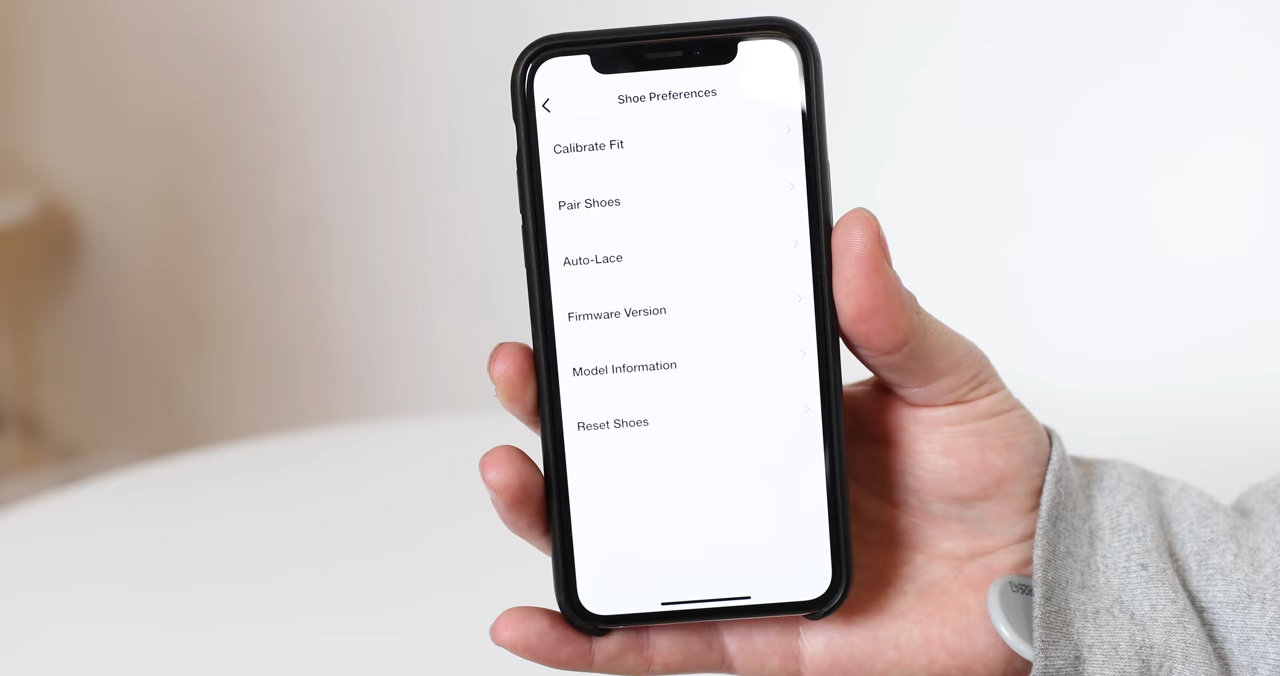 Shoe Preferences
Calibrate Fit
Pair Shoes
Auto-Lace
Firmware Version
Model Information
Reset Shoes